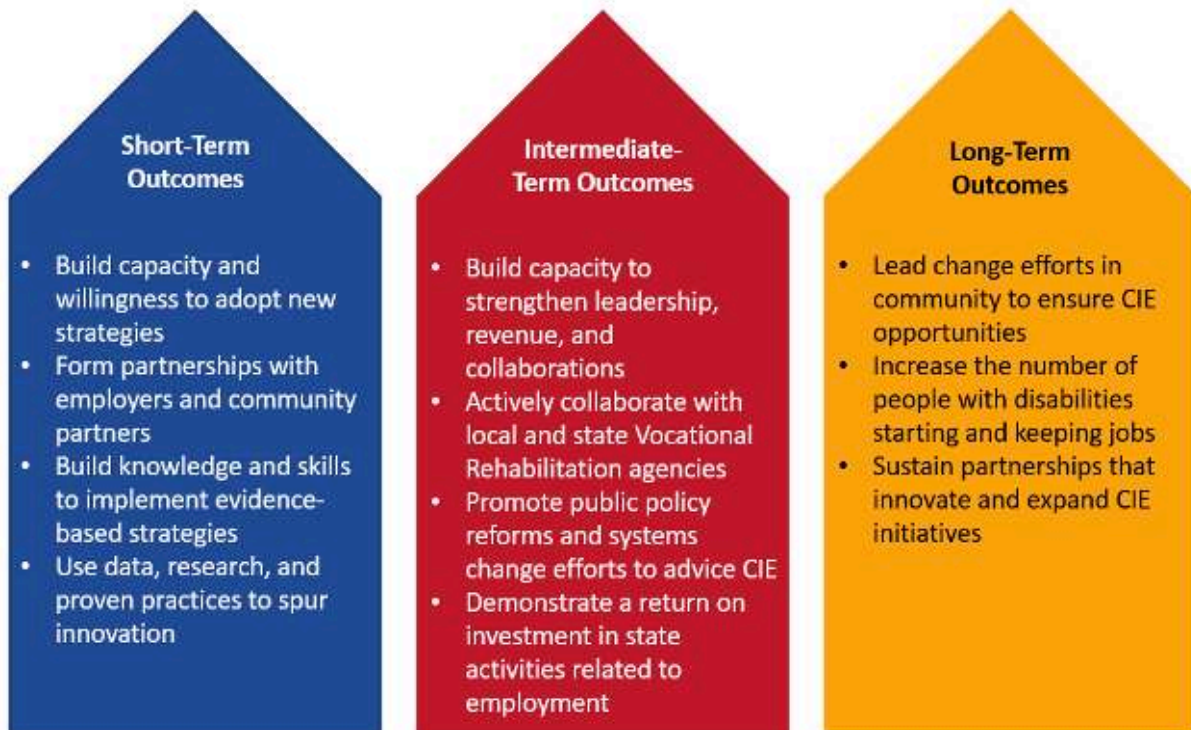 Short-Term
Outcomes
• Build capacity and
willingness to adopt new
strategies
• Form partnerships with
employers and community
partners
• Build knowledge and skills
to implement evidence-
based strategies
• Use data, research, and
proven practices to spur
innovation
Intermediate-
Term Outcomes
• Build capacity to
strengthen leadership,
revenue, and
collaborations
• Actively collaborate with
local and state Vocational
Rehabilitation agencies
• Promote public policy
reforms and systems
change efforts to advice CIE
• Demonstrate a return on
investment in state
activities related to
employment
Long-Term
Outcomes
• Lead change efforts in
community to ensure CIE
opportunities
• Increase the number of
people with disabilities
starting and keeping jobs
• Sustain partnerships that
innovate and expand CIE
initiatives